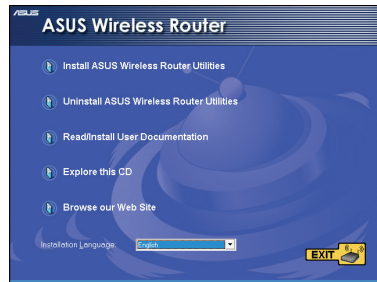 ASUS
ASUS Wireless Router
Install ASUS Wireless Router Utilities
Uninstall ASUS Wireless Router Utilities
Read/Install User Documentation
Explore this CD
Browse our Web Site
Installation Language: English
EXIT